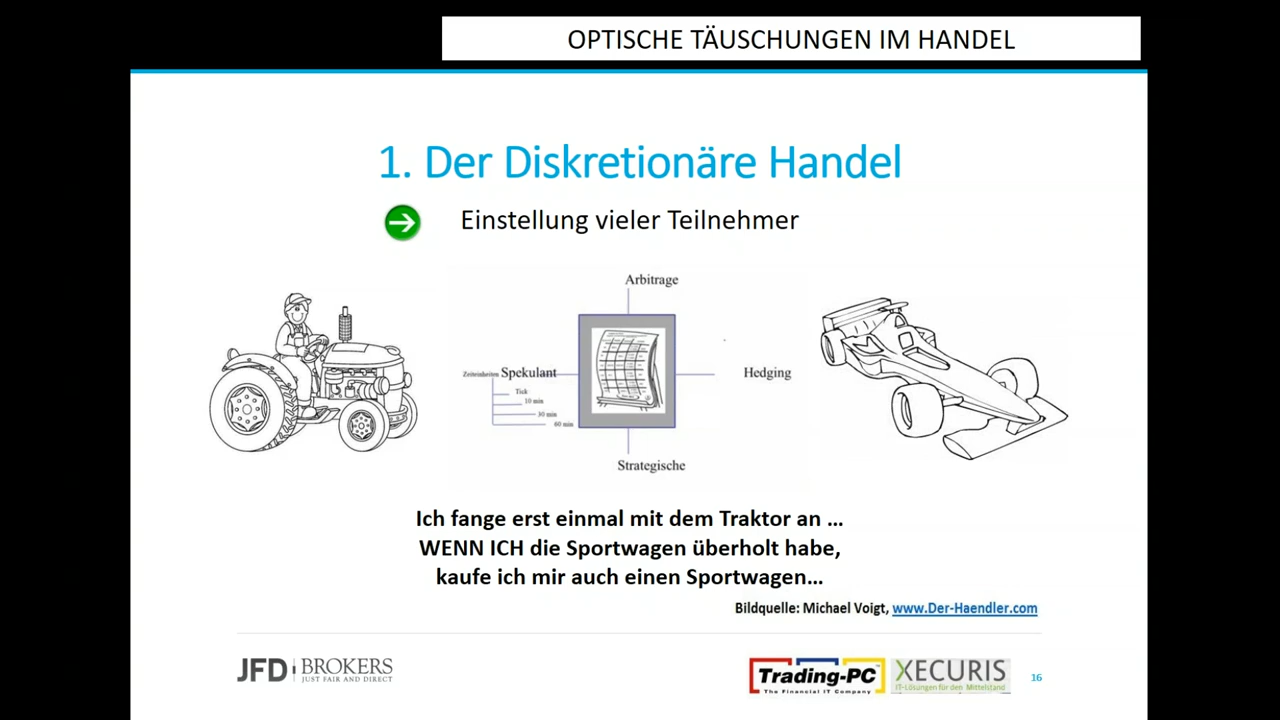 OPTISCHE TÄUSCHUNGEN IM HANDEL
1. Der Diskretionäre Handel
Einstellung vieler Teilnehmer
Arbitrage
Zeiteinheiten Spekulant
Hedging
Tick
10 min
30 min
60 min
Strategische
Ich fange erst einmal mit dem Traktor an ...
WENN ICH die Sportwagen überholt habe,
kaufe ich mir auch einen Sportwagen...
Bildquelle: Michael Voigt, www.Der-Haendler.com
JFD BROKERS
JUST FAIR AND DIRECT
Trading-PC
The Financial IT Company
XECURIS
IT-Lösungen für den Mittelstand
16